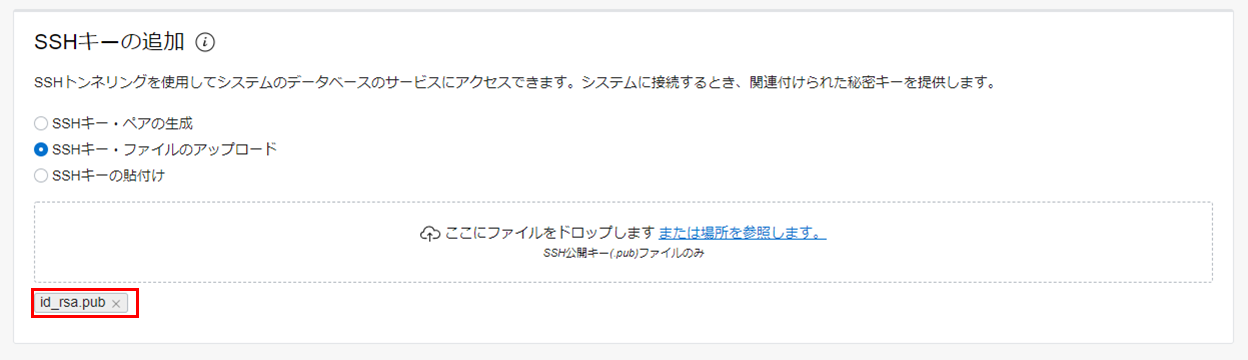 SSHキーの追加
SSHトンネリングを使用してシステムのデータベースのサービスにアクセスできます。システムに接続するとき、関連付けられた秘密キーを提供します。
SSHキー・ペアの生成
SSHキー・ファイルのアップロード
SSHキーの貼付け
ここにファイルをドロップします または場所を参照します。
SSH公開キー(.pub)ファイルのみ
id_rsa.pub ×